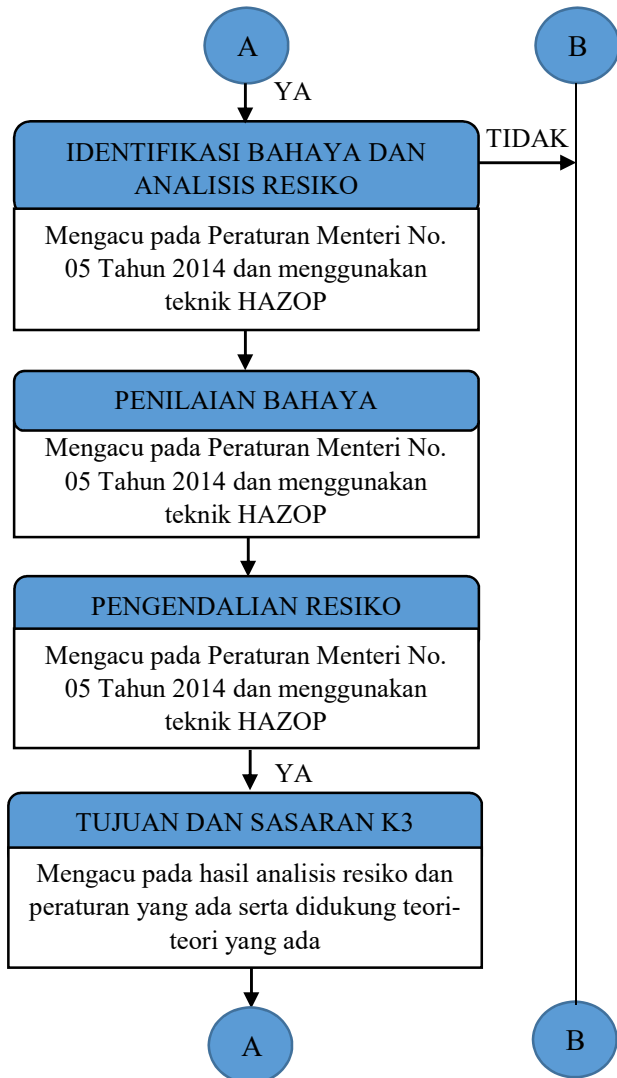 A
B
YA
IDENTIFIKASI BAHAYA DAN
ANALISIS RESIKO
TIDAK
Mengacu pada Peraturan Menteri No.
05 Tahun 2014 dan menggunakan
teknik HAZOP
PENILAIAN BAHAYA
Mengacu pada Peraturan Menteri No.
05 Tahun 2014 dan menggunakan
teknik HAZOP
PENGENDALIAN RESIKO
Mengacu pada Peraturan Menteri No.
05 Tahun 2014 dan menggunakan
teknik HAZOP
YA
TUJUAN DAN SASARAN K3
Mengacu pada hasil analisis resiko dan
peraturan yang ada serta didukung teori-
teori yang ada
A
B